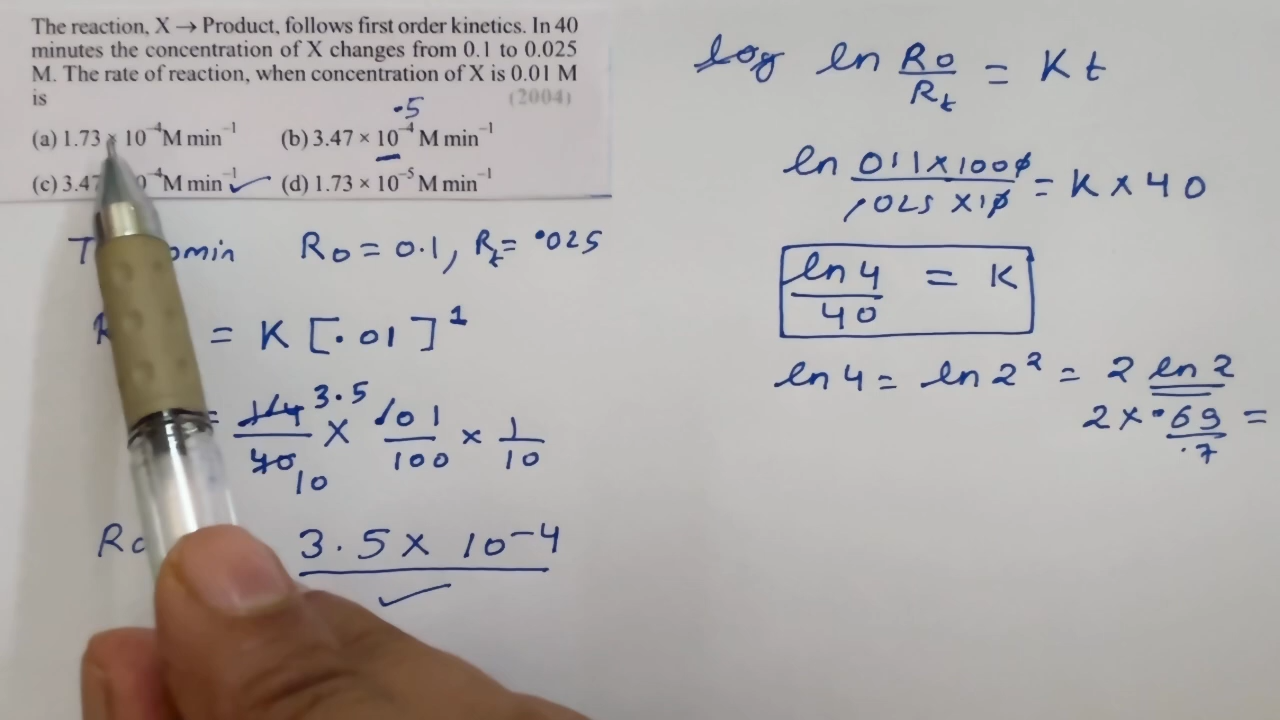 The reaction, X → Product, follows first order kinetics. In 40
minutes the concentration of X changes from 0.1 to 0.025
M. The rate of reaction, when concentration of X is 0.01 M
is (2004)
.5
(a) 1.73 × 10⁻⁴ M min⁻¹ (b) 3.47 × 10⁻⁴ M min⁻¹
(c) 3.47 0⁻⁴ M min⁻¹ ✓ (d) 1.73 × 10⁻⁵ M min⁻¹
T omin R0 = 0.1, Rt = .025
= K [.01]¹
= 3.5
40 10 × 01/100 × 1/10
3.5 × 10⁻⁴
✓
log ln R0/Rt = Kt
ln 011×1000/.025×10 = K × 40
ln 4/40 = K
ln 4 = ln 2² = 2 ln 2
2 × .69 =
.7